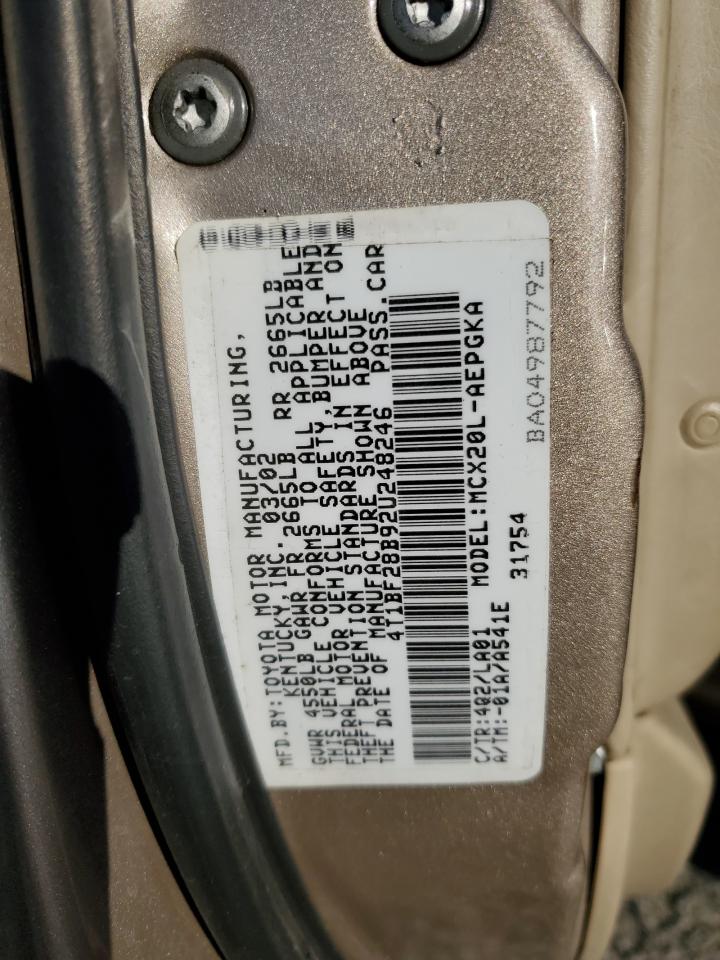 MFD.BY:TOYOTA MOTOR MANUFACTURING,
KENTUCKY,INC. 03/02
GVWR 4550LB GAWR FR 2665LB RR 2665LB
THIS VEHICLE CONFORMS TO ALL APPLICABLE
FEDERAL MOTOR VEHICLE SAFETY,BUMPER AND
THEFT PREVENTION STANDARDS IN EFFECT ON
THE DATE OF MANUFACTURE SHOWN ABOVE
4T1BF28B92U248246 PASS.CAR
MODEL:MCX20L-AEPGKA
C/TR:4Q2/LA01
A/TM:-01A/A541E 31754
BA04987792